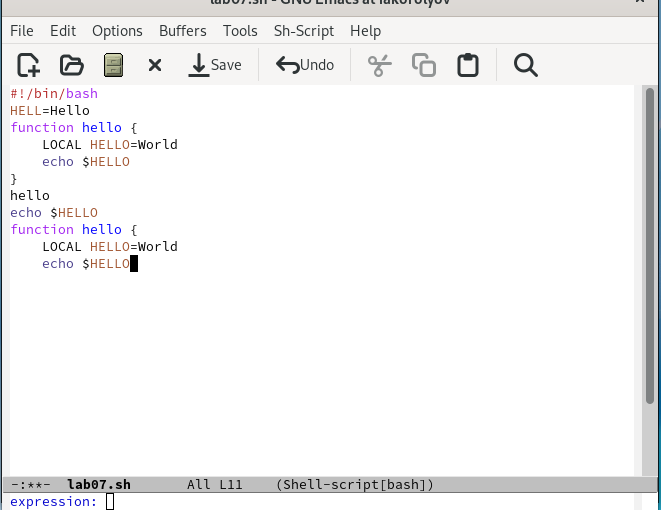 lab07.sh - GNU Emacs at fakorolyov
File Edit Options Buffers Tools Sh-Script Help
Save Undo
#!/bin/bash
HELL=Hello
function hello {
    LOCAL HELLO=World
    echo $HELLO
}
hello
echo $HELLO
function hello {
    LOCAL HELLO=World
    echo $HELLO
-:**-  lab07.sh       All L11    (Shell-script[bash])
expression: